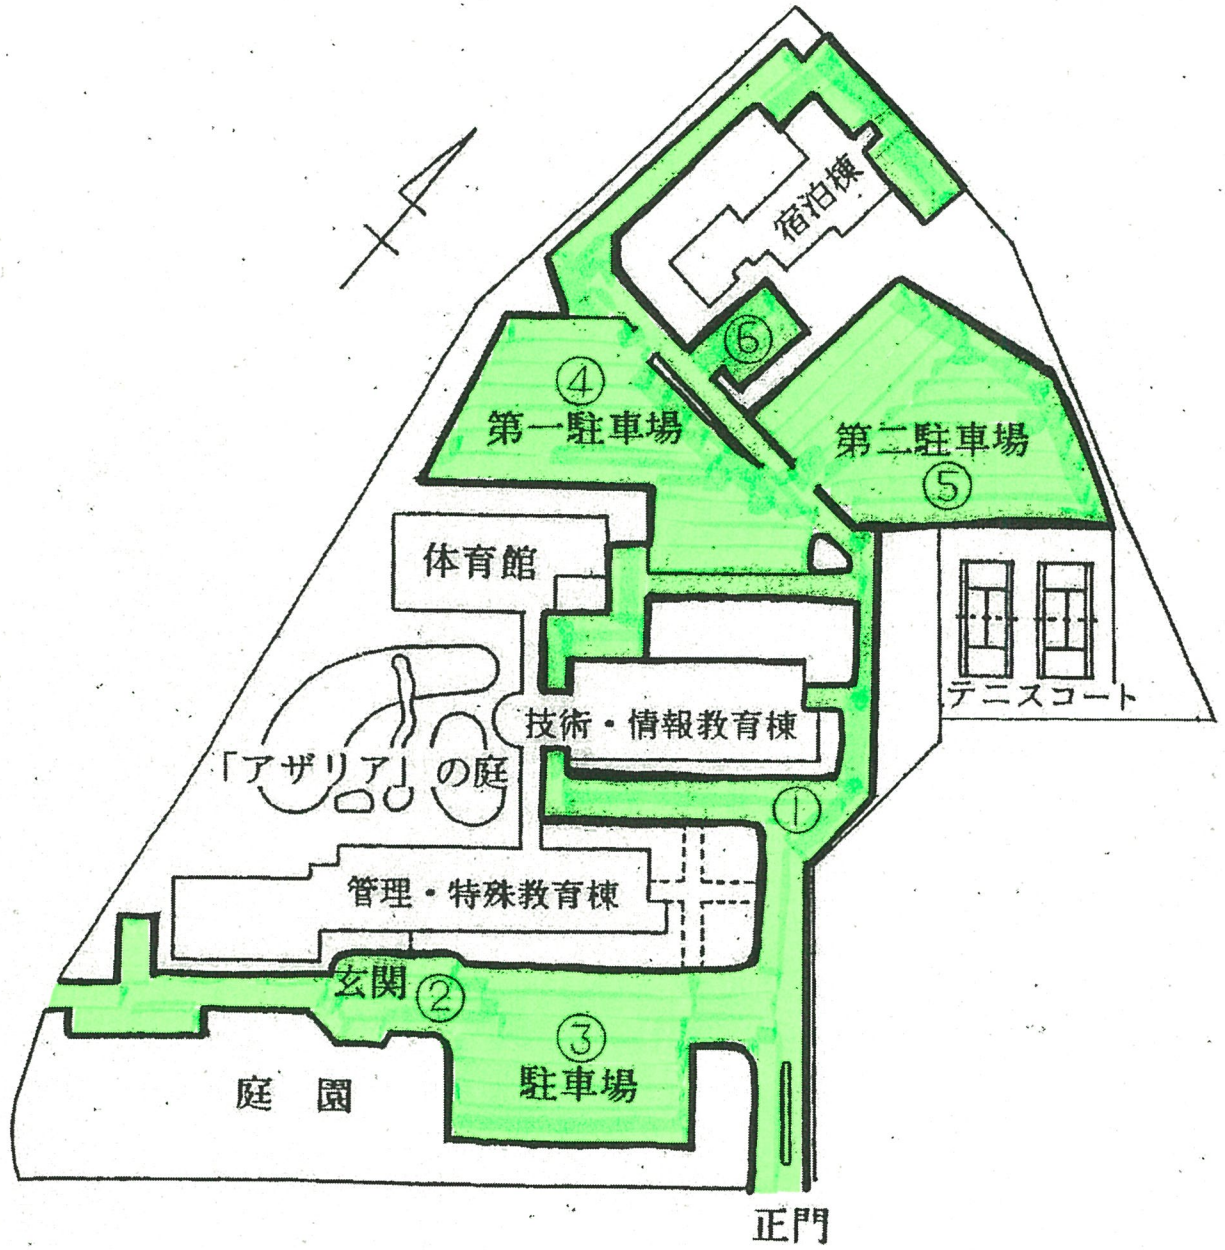 宿泊棟
⑥
④
第一駐車場
第二駐車場
⑤
体育館
テニスコート
技術・情報教育棟
「アザリア」の庭
①
管理・特殊教育棟
玄関
②
③
駐車場
庭 園
正門